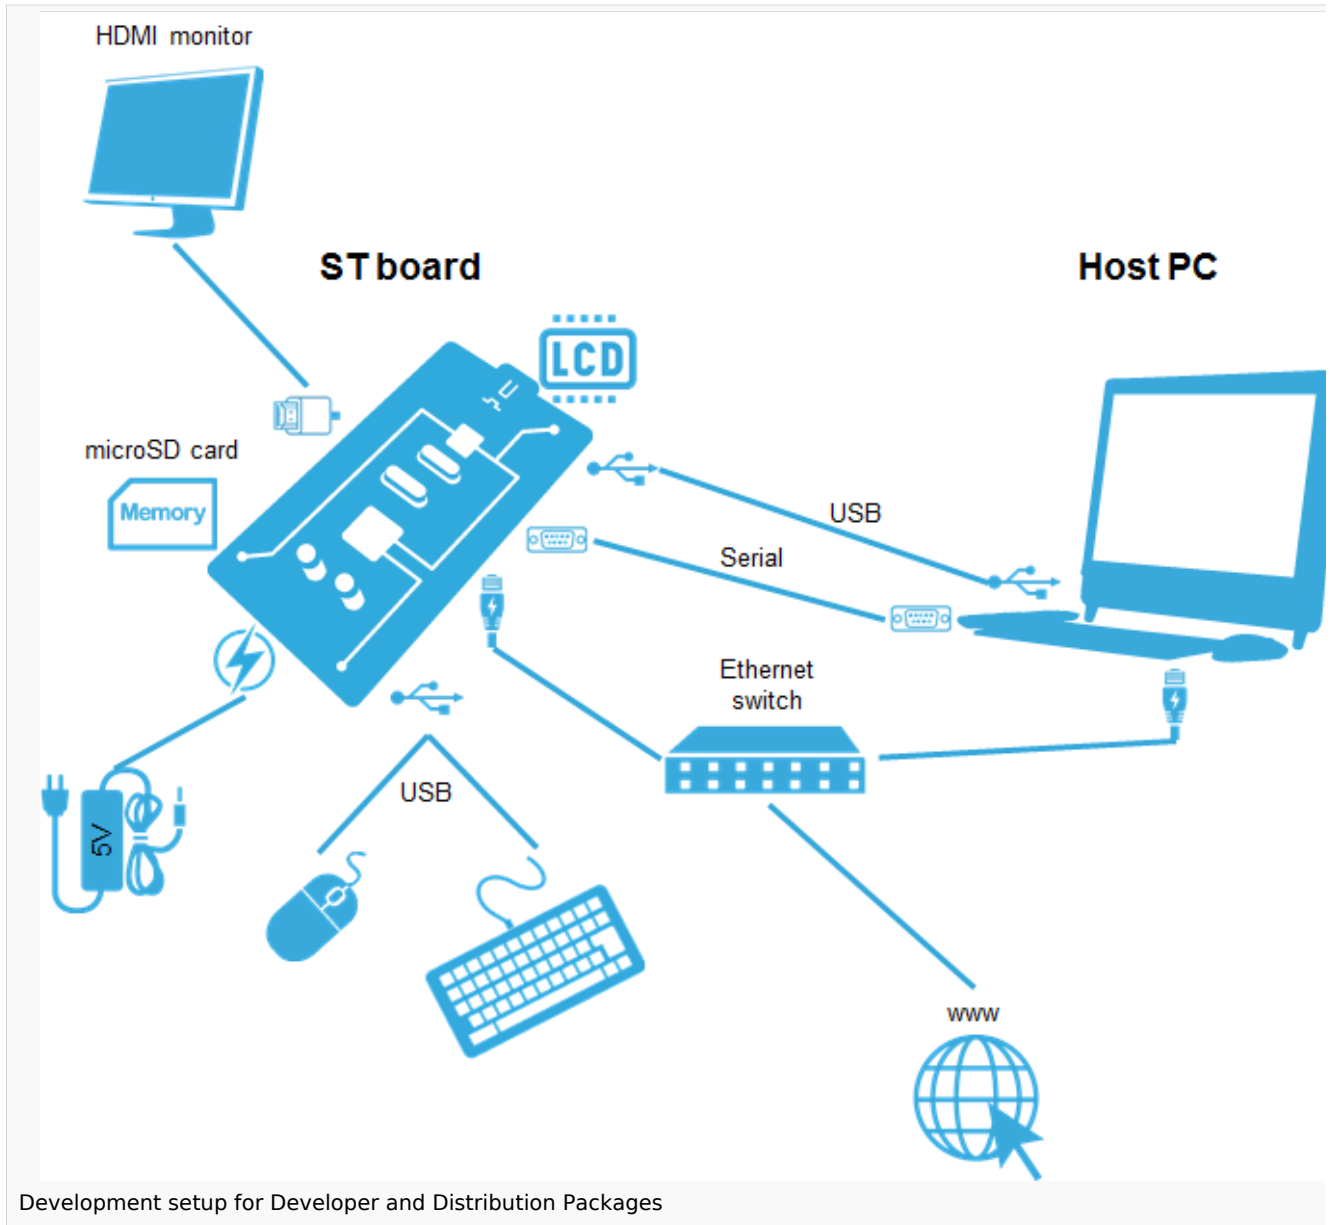 HDMI monitor
ST board
Host PC
LCD
microSD card
Memory
USB
Serial
Ethernet
switch
USB
5V
www
Development setup for Developer and Distribution Packages